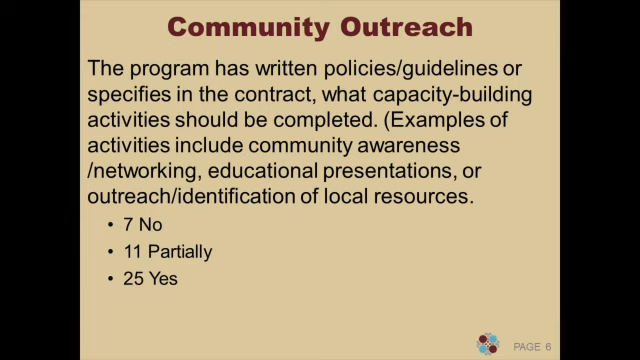 Community Outreach
The program has written policies/guidelines or
specifies in the contract, what capacity-building
activities should be completed. (Examples of
activities include community awareness
/networking, educational presentations, or
outreach/identification of local resources.
• 7 No
• 11 Partially
• 25 Yes
PAGE 6